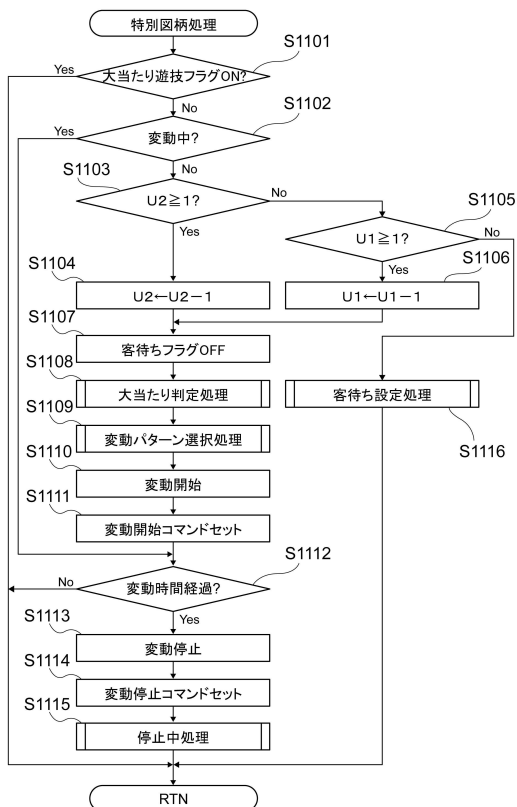 特別図柄処理
S1101
Yes
大当たり遊技フラグON?
No
S1102
Yes
変動中?
No
S1103
U2≧1?
No
Yes
S1105
U1≧1?
No
Yes
S1104
U2←U2－1
S1106
U1←U1－1
S1107
客待ちフラグOFF
S1108
大当たり判定処理
客待ち設定処理
S1116
S1109
変動パターン選択処理
S1110
変動開始
S1111
変動開始コマンドセット
S1112
No
変動時間経過?
Yes
S1113
変動停止
S1114
変動停止コマンドセット
S1115
停止中処理
RTN